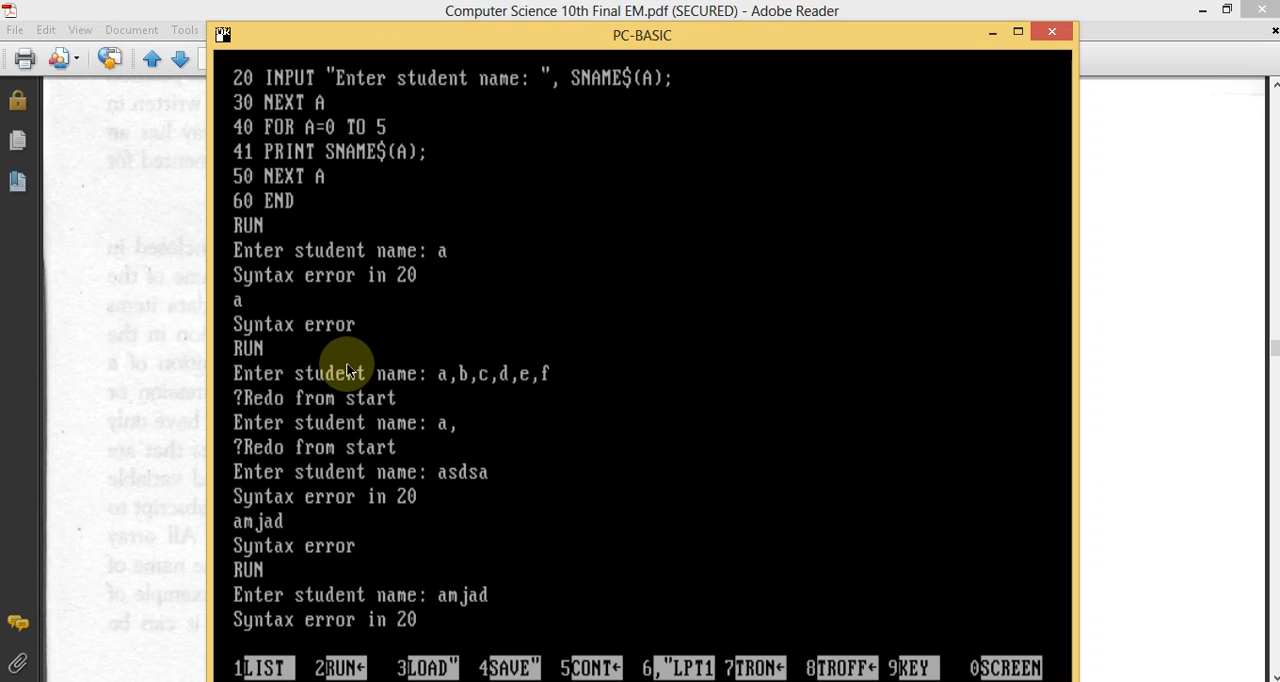 Computer Science 10th Final EM.pdf (SECURED) - Adobe Reader
File Edit View Document Tools
PC-BASIC
20 INPUT "Enter student name: ", SNAME$(A);
30 NEXT A
40 FOR A=0 TO 5
41 PRINT SNAME$(A);
50 NEXT A
60 END
RUN
Enter student name: a
Syntax error in 20
a
Syntax error
RUN
Enter student name: a,b,c,d,e,f
?Redo from start
Enter student name: a,
?Redo from start
Enter student name: asdsa
Syntax error in 20
amjad
Syntax error
RUN
Enter student name: amjad
Syntax error in 20
1LIST 2RUN← 3LOAD" 4SAVE" 5CONT← 6,"LPT1 7TRON← 8TROFF← 9KEY 0SCREEN